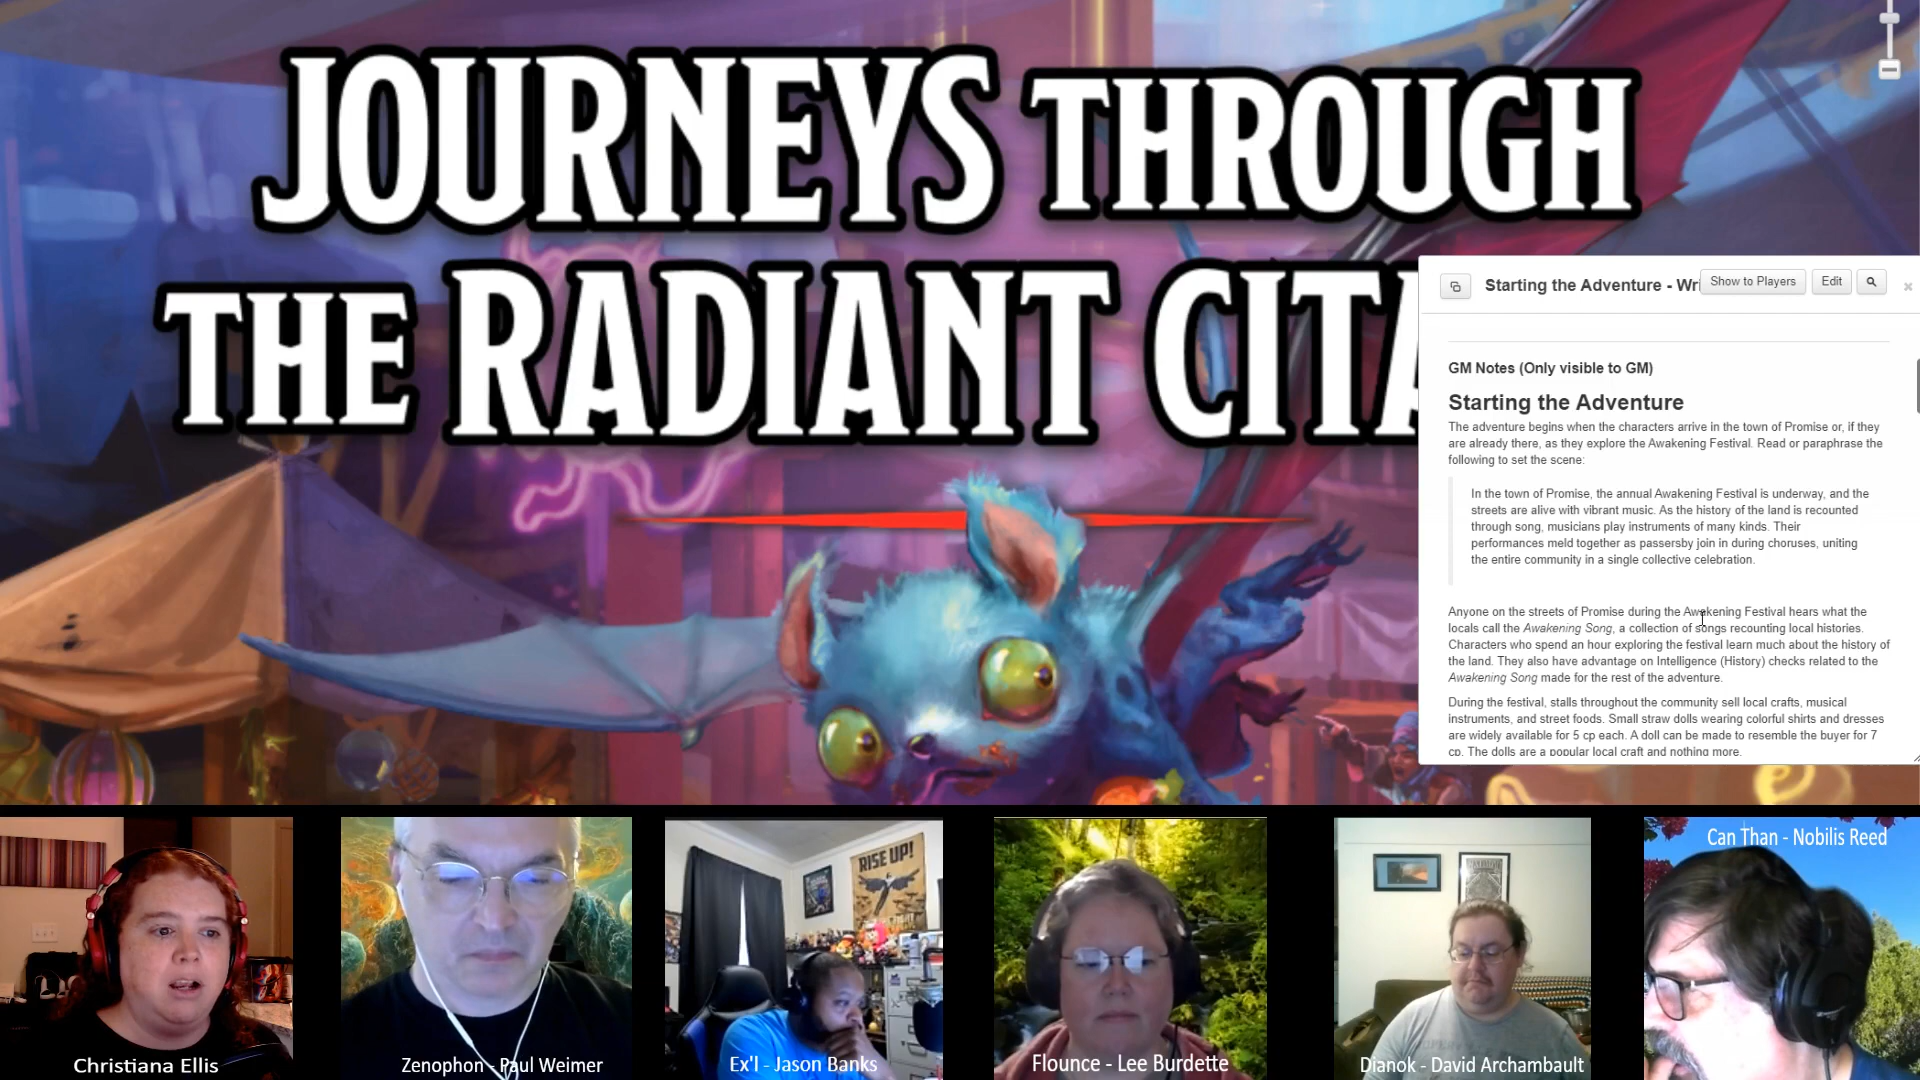 JOURNEYS THROUGH
THE RADIANT CITA
Starting the Adventure - Wri
Show to Players
Edit
GM Notes (Only visible to GM)
Starting the Adventure
The adventure begins when the characters arrive in the town of Promise or, if they
are already there, as they explore the Awakening Festival. Read or paraphrase the
following to set the scene:
In the town of Promise, the annual Awakening Festival is underway, and the
streets are alive with vibrant music. As the history of the land is recounted
through song, musicians play instruments of many kinds. Their
performances meld together as passersby join in during choruses, uniting
the entire community in a single collective celebration.
Anyone on the streets of Promise during the Awakening Festival hears what the
locals call the Awakening Song, a collection of songs recounting local histories.
Characters who spend an hour exploring the festival learn much about the history of
the land. They also have advantage on Intelligence (History) checks related to the
Awakening Song made for the rest of the adventure.
During the festival, stalls throughout the community sell local crafts, musical
instruments, and street foods. Small straw dolls wearing colorful shirts and dresses
are widely available for 5 cp each. A doll can be made to resemble the buyer for 7
cp. The dolls are a popular local craft and nothing more.
RISE UP!
Can Than - Nobilis Reed
Christiana Ellis
Zenophon - Paul Weimer
Ex'l - Jason Banks
Flounce - Lee Burdette
Dianok - David Archambault